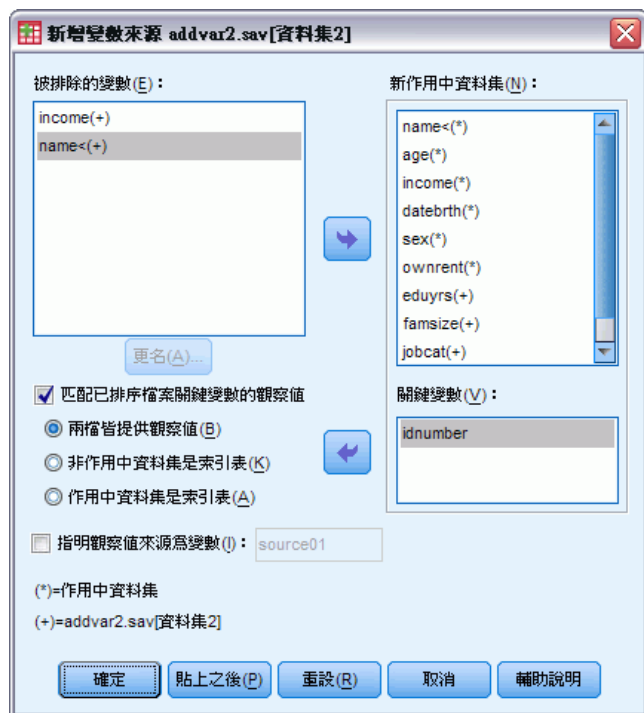 新增變數來源 addvar2.sav[資料集2]
被排除的變數(E)：
income(+)
name<(+)
更名(A)...
新作用中資料集(N)：
name<(*)
age(*)
income(*)
datebrth(*)
sex(*)
ownrent(*)
eduyrs(+)
famsize(+)
jobcat(+)
匹配已排序檔案關鍵變數的觀察值
兩檔皆提供觀察值(B)
非作用中資料集是索引表(K)
作用中資料集是索引表(A)
關鍵變數(V)：
idnumber
指明觀察值來源為變數(I)：
source01
(*)=作用中資料集
(+)=addvar2.sav[資料集2]
確定
貼上之後(P)
重設(R)
取消
輔助說明